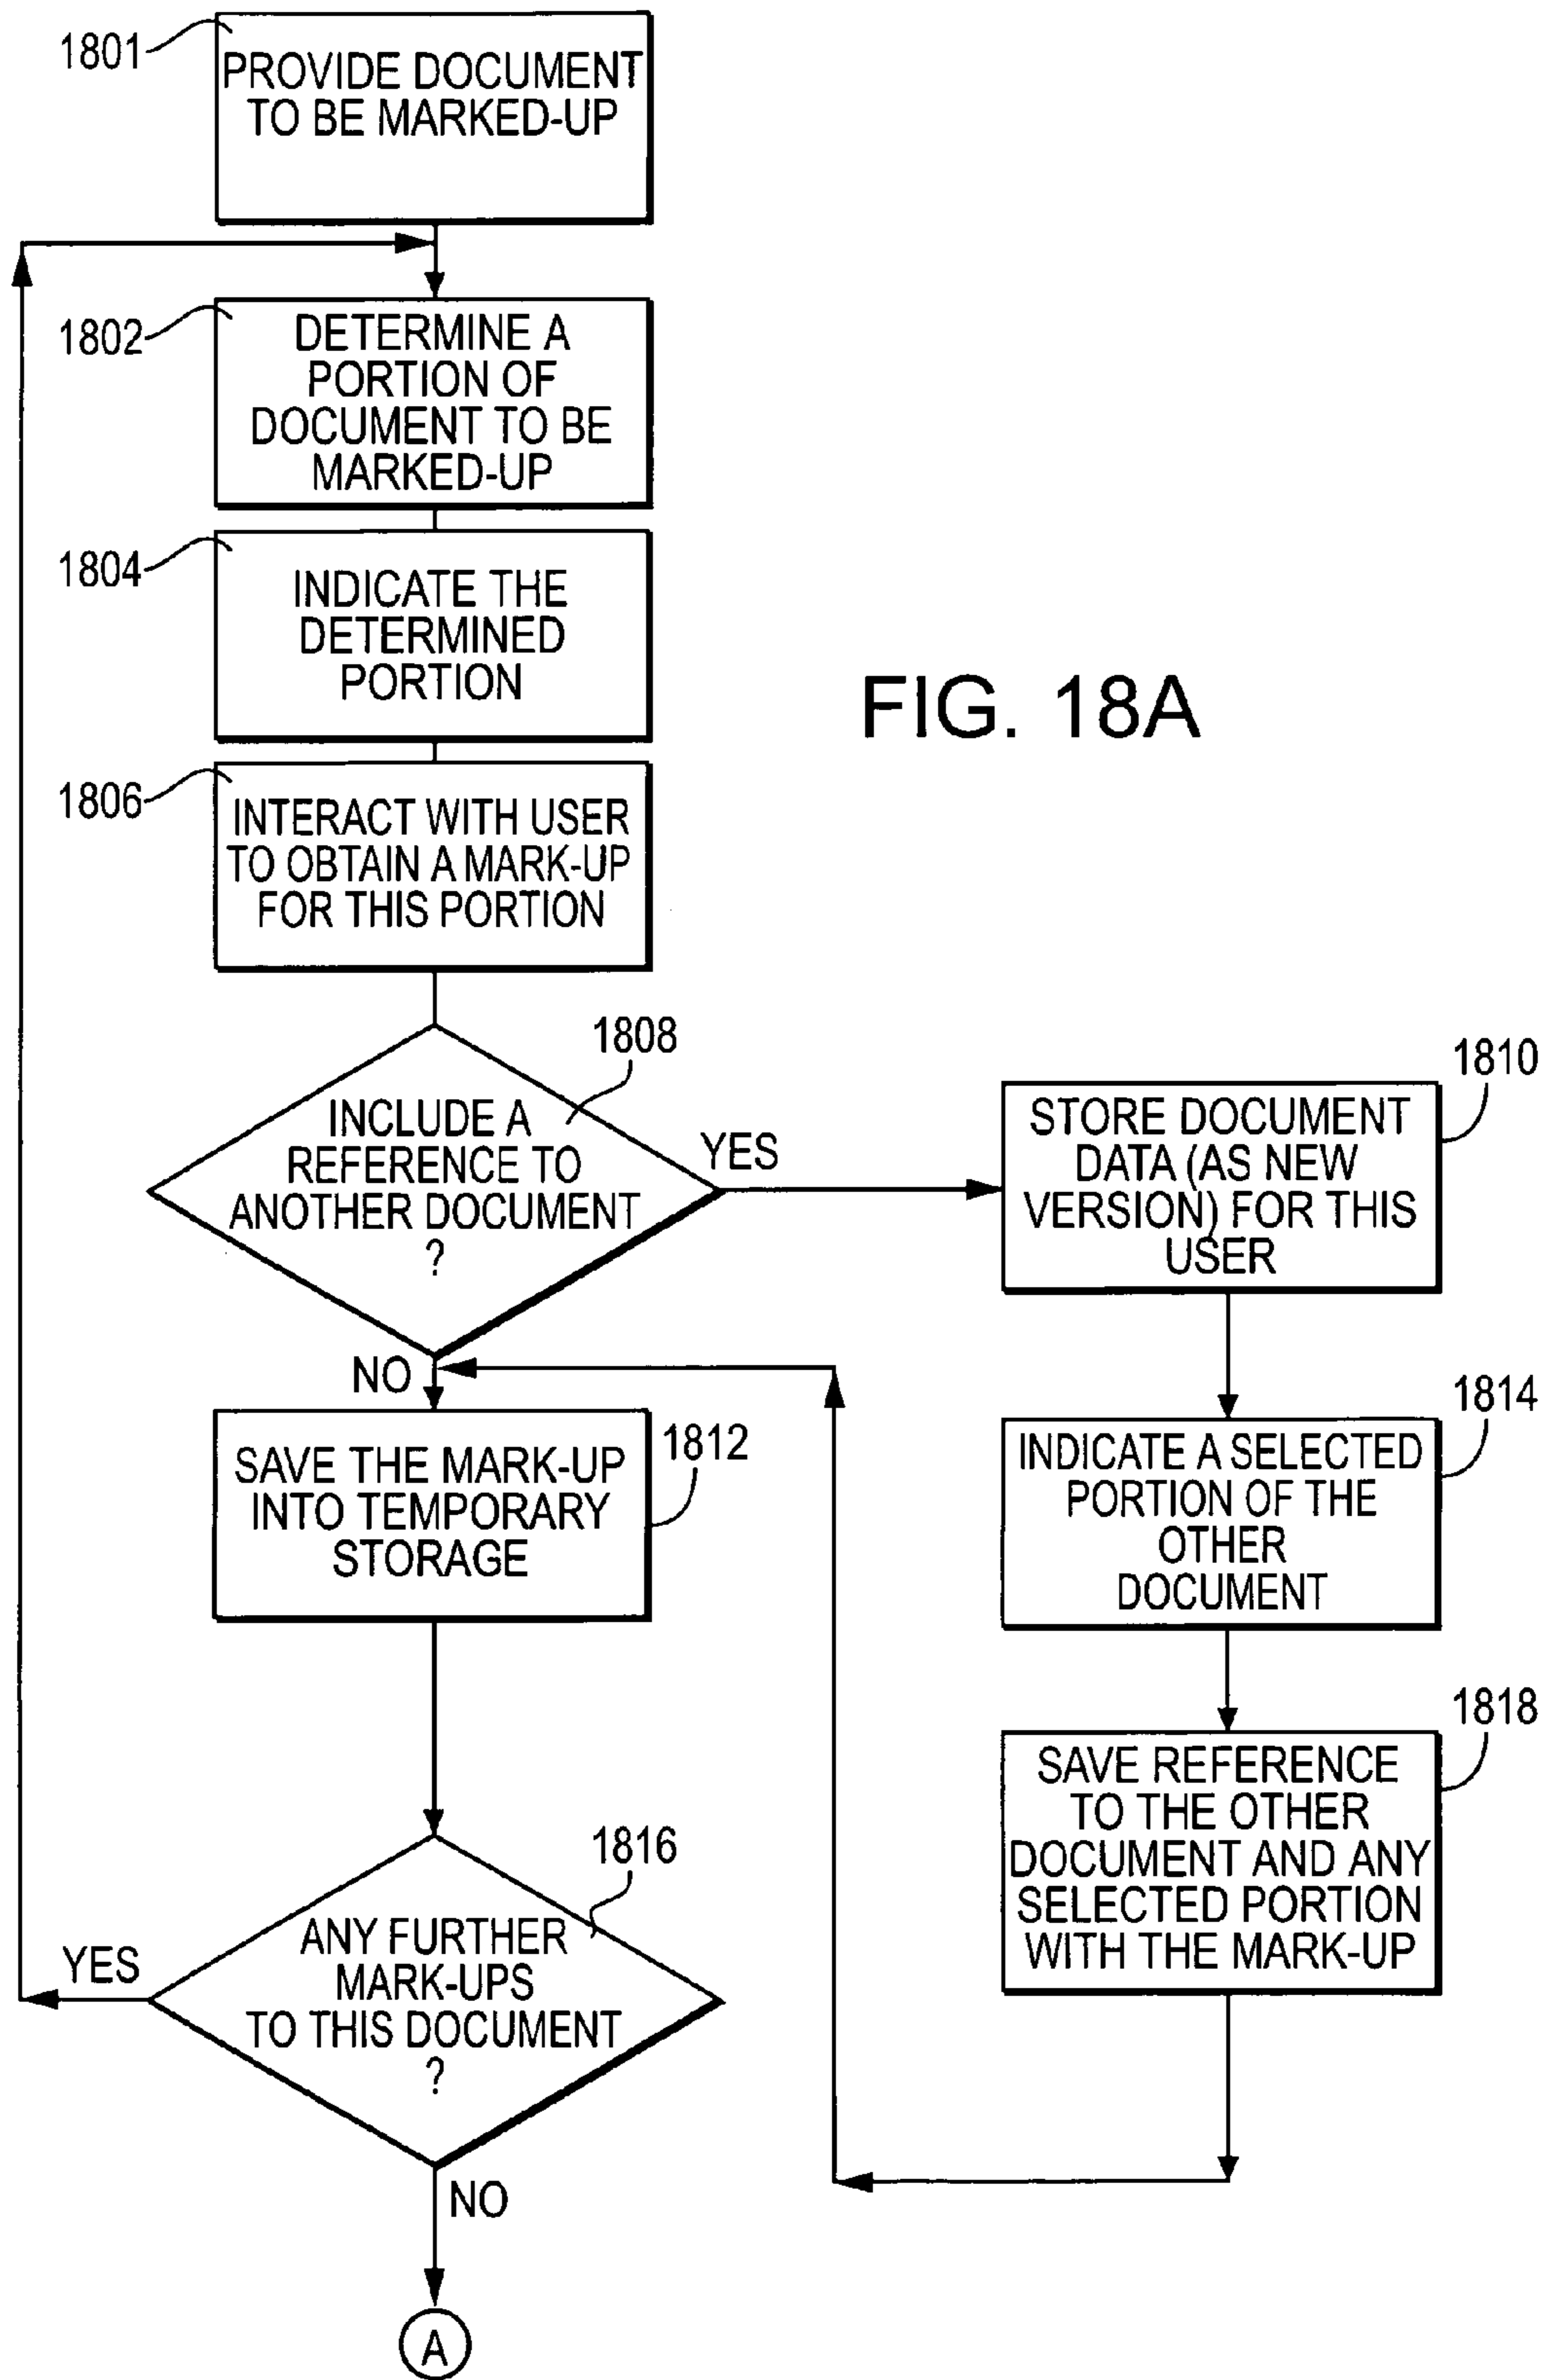 1801
PROVIDE DOCUMENT
TO BE MARKED-UP
1802
DETERMINE A
PORTION OF
DOCUMENT TO BE
MARKED-UP
1804
INDICATE THE
DETERMINED
PORTION
FIG. 18A
1806
INTERACT WITH USER
TO OBTAIN A MARK-UP
FOR THIS PORTION
1808
INCLUDE A
REFERENCE TO
ANOTHER DOCUMENT
?
YES
NO
1810
STORE DOCUMENT
DATA (AS NEW
VERSION) FOR THIS
USER
1812
SAVE THE MARK-UP
INTO TEMPORARY
STORAGE
1814
INDICATE A SELECTED
PORTION OF THE
OTHER
DOCUMENT
1816
ANY FURTHER
MARK-UPS
TO THIS DOCUMENT
?
YES
NO
1818
SAVE REFERENCE
TO THE OTHER
DOCUMENT AND ANY
SELECTED PORTION
WITH THE MARK-UP
A